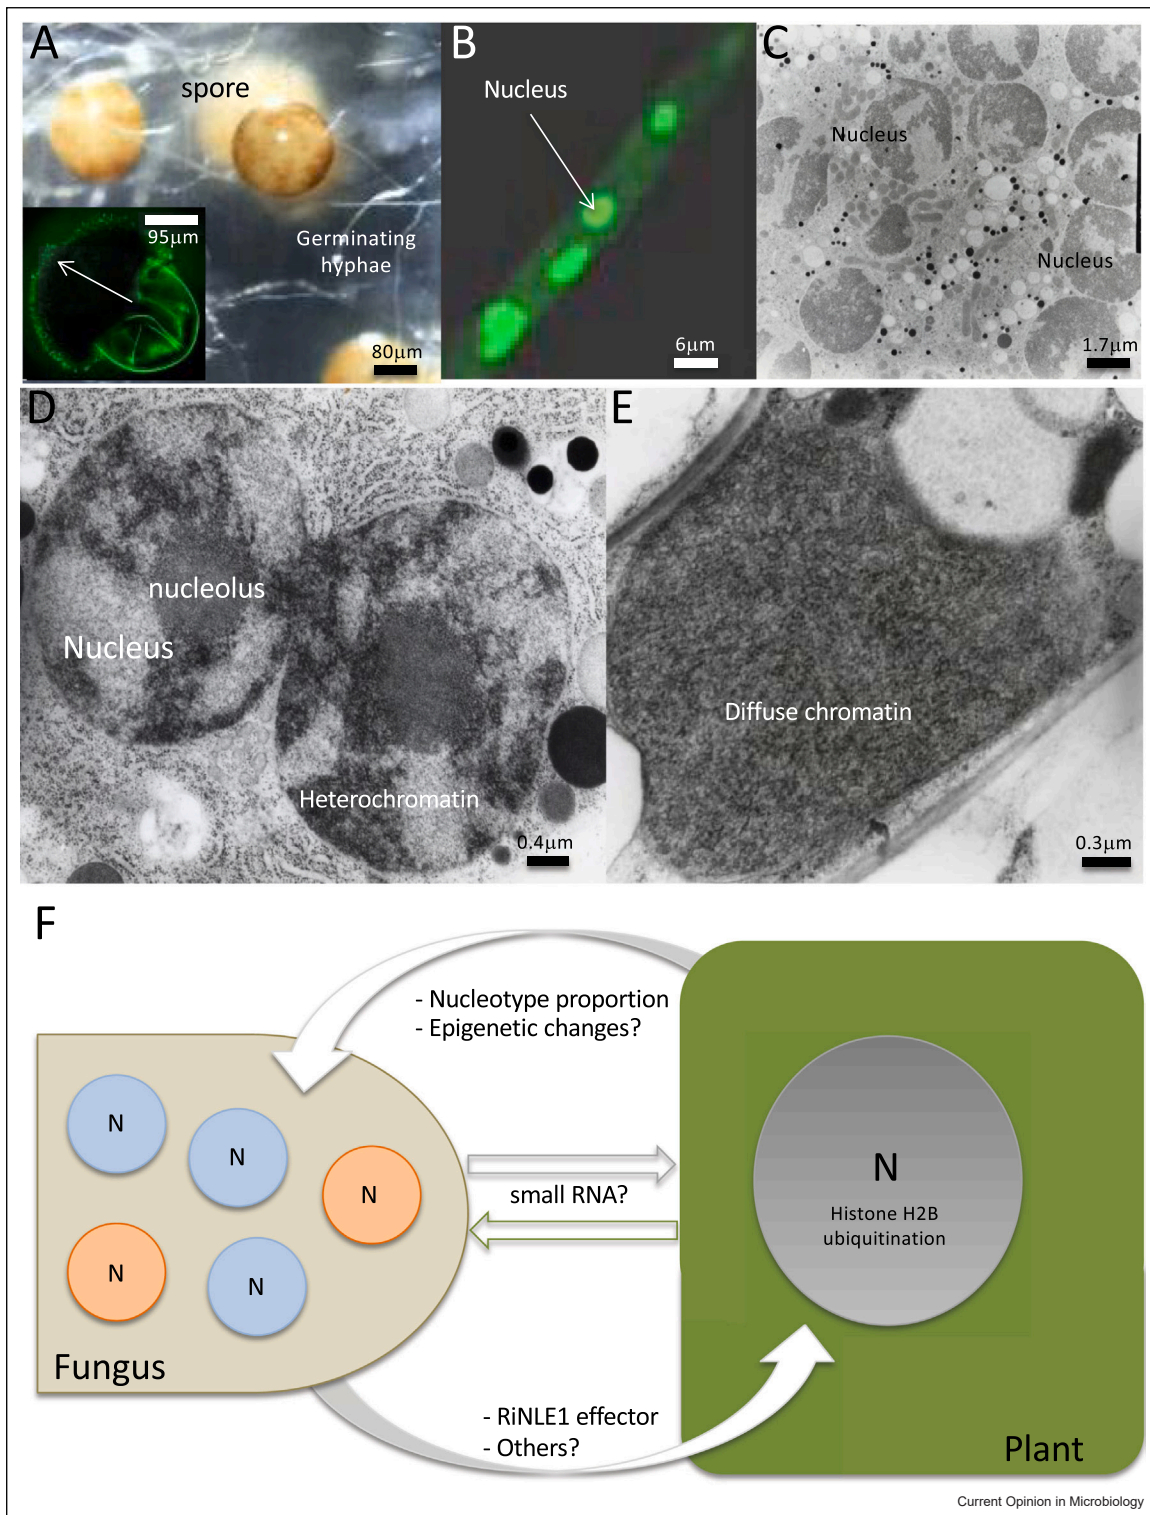 A
spore
95μm
Germinating
hyphae
80μm
B
Nucleus
6μm
C
Nucleus
Nucleus
1.7μm
D
nucleolus
Nucleus
Heterochromatin
0.4μm
E
Diffuse chromatin
0.3μm
F
- Nucleotype proportion
- Epigenetic changes?
N
N
N
N
N
Fungus
small RNA?
N
Histone H2B
ubiquitination
- RiNLE1 effector
- Others?
Plant
Current Opinion in Microbiology